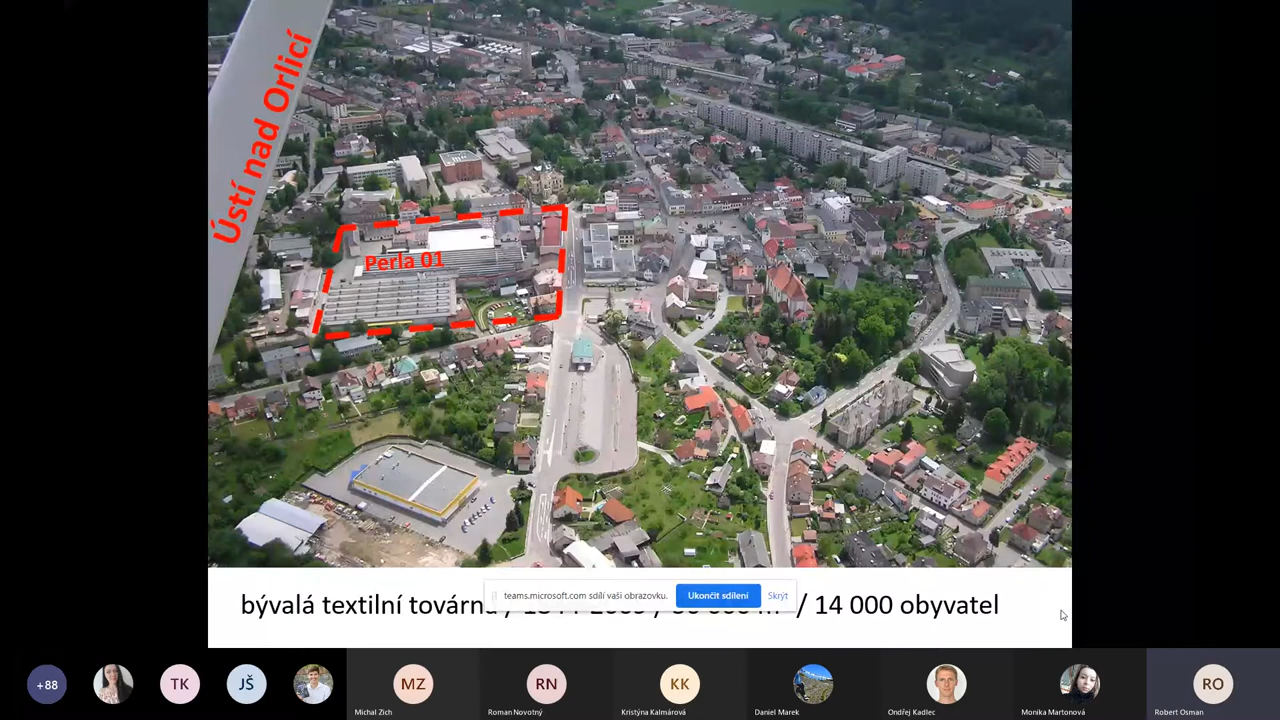 Ústí nad Orlicí
Perla 01
teams.microsoft.com sdílí vaši obrazovku.
Ukončit sdílení
Skrýt
bývalá textilní továrna / / 14 000 obyvatel
+88
TK
JŠ
MZ
RN
KK
RO
Michal Zich
Roman Novotný
Kristýna Kalmárová
Daniel Marek
Ondřej Kadlec
Monika Martonová
Robert Osman